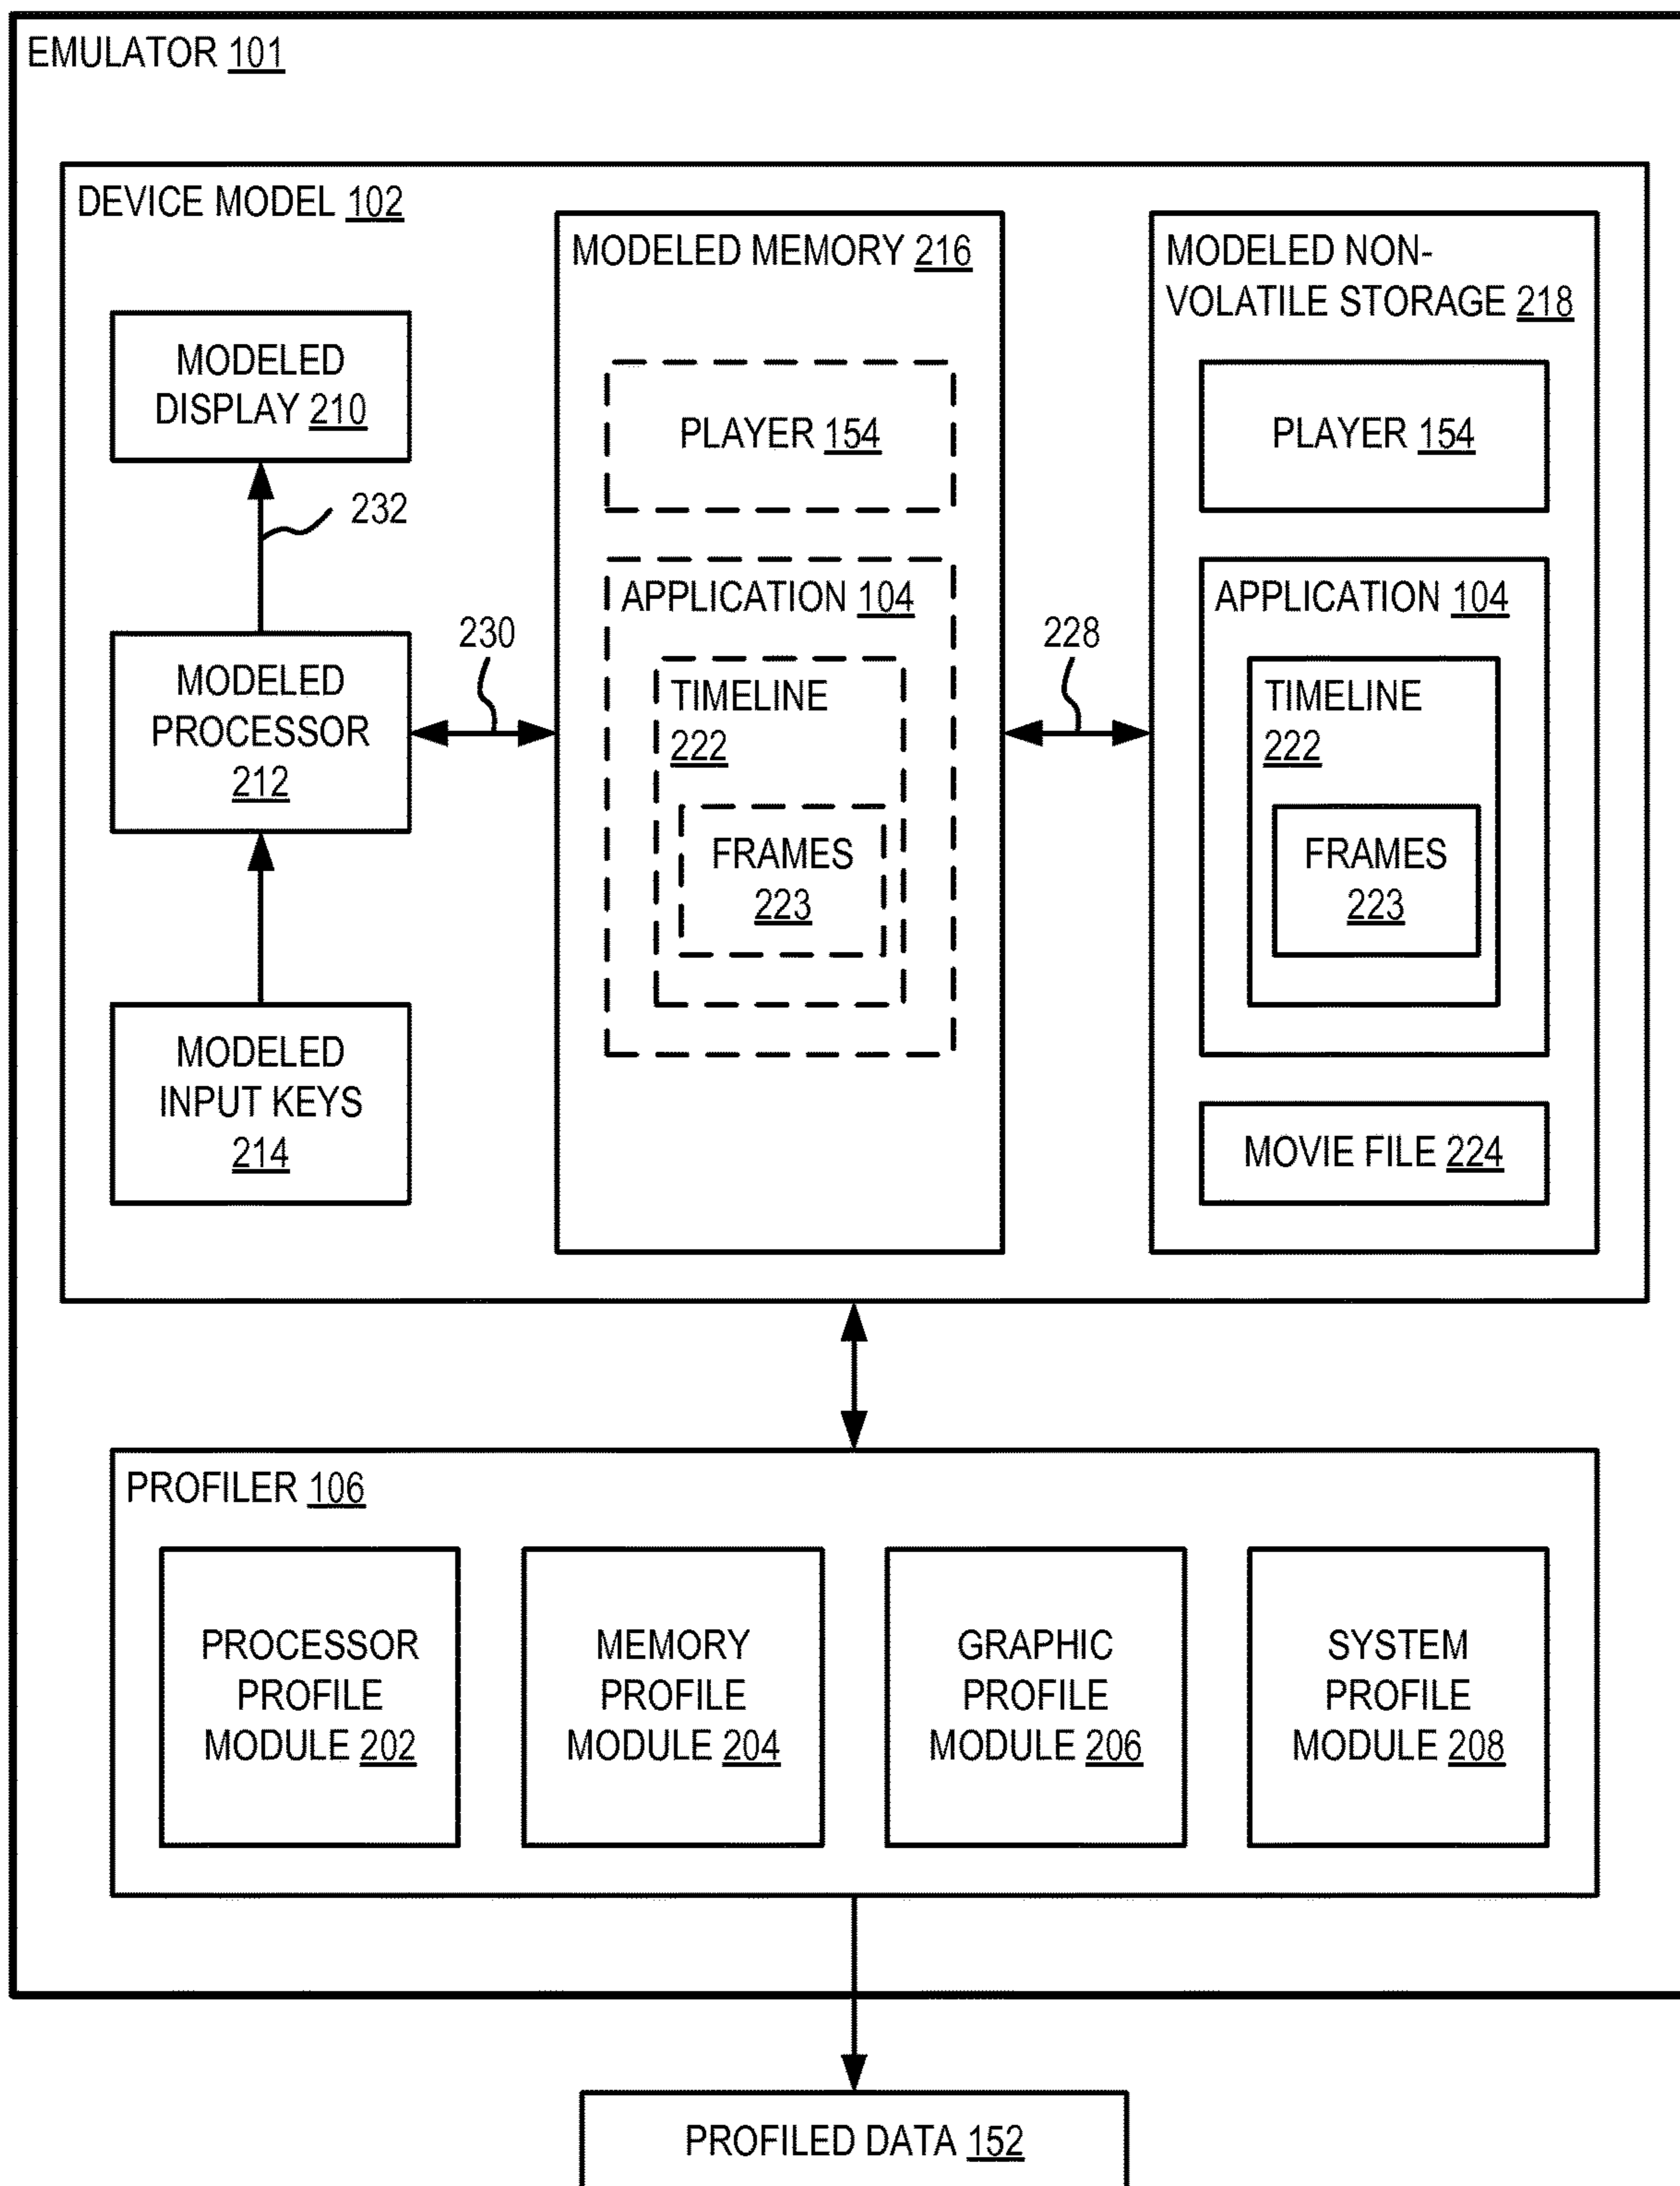 EMULATOR 101
DEVICE MODEL 102
MODELED
DISPLAY 210
232
MODELED
PROCESSOR
212
MODELED
INPUT KEYS
214
230
MODELED MEMORY 216
PLAYER 154
APPLICATION 104
TIMELINE
222
FRAMES
223
228
MODELED NON-
VOLATILE STORAGE 218
PLAYER 154
APPLICATION 104
TIMELINE
222
FRAMES
223
MOVIE FILE 224
PROFILER 106
PROCESSOR
PROFILE
MODULE 202
MEMORY
PROFILE
MODULE 204
GRAPHIC
PROFILE
MODULE 206
SYSTEM
PROFILE
MODULE 208
PROFILED DATA 152